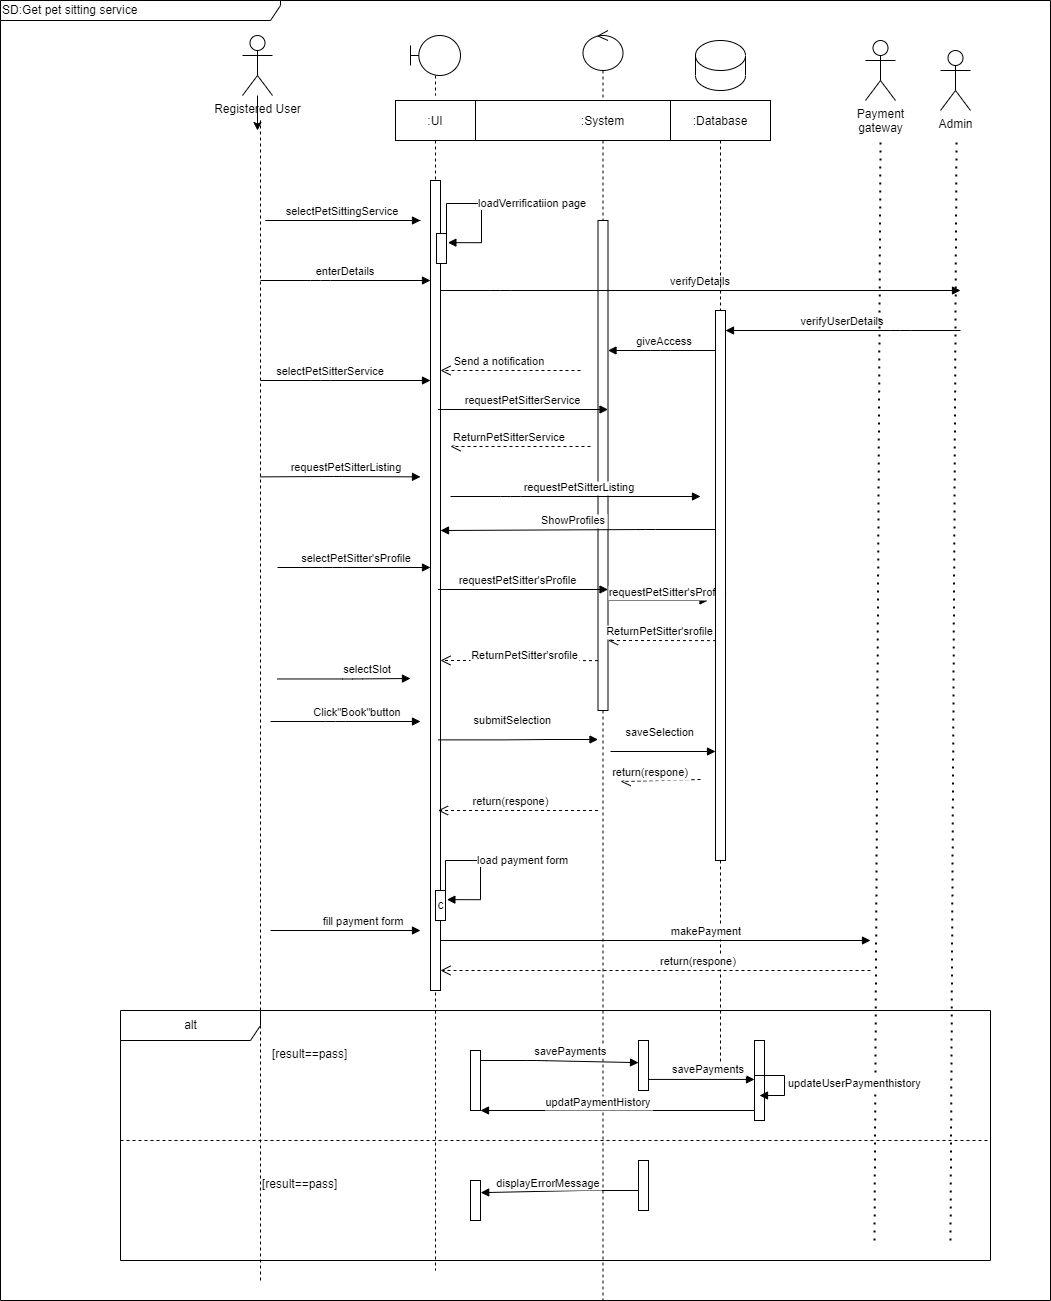 SD:Get pet sitting service
Registered User
:UI
:System
:Database
Payment
gateway
Admin
loadVerrificatiion page
selectPetSittingService
enterDetails
verifyDetails
verifyUserDetails
giveAccess
Send a notification
selectPetSitterService
requestPetSitterService
ReturnPetSitterService
requestPetSitterListing
requestPetSitterListing
ShowProfiles
selectPetSitter'sProfile
requestPetSitter'sProfile
requestPetSitter'sProf
ReturnPetSitter'srofile
ReturnPetSitter'srofile
selectSlot
Click"Book"button
submitSelection
saveSelection
return(respone)
return(respone)
load payment form
C
fill payment form
makePayment
return(respone)
alt
[result==pass]
savePayments
savePayments
updateUserPaymenthistory
updatPaymentHistory
[result==pass]
displayErrorMessage